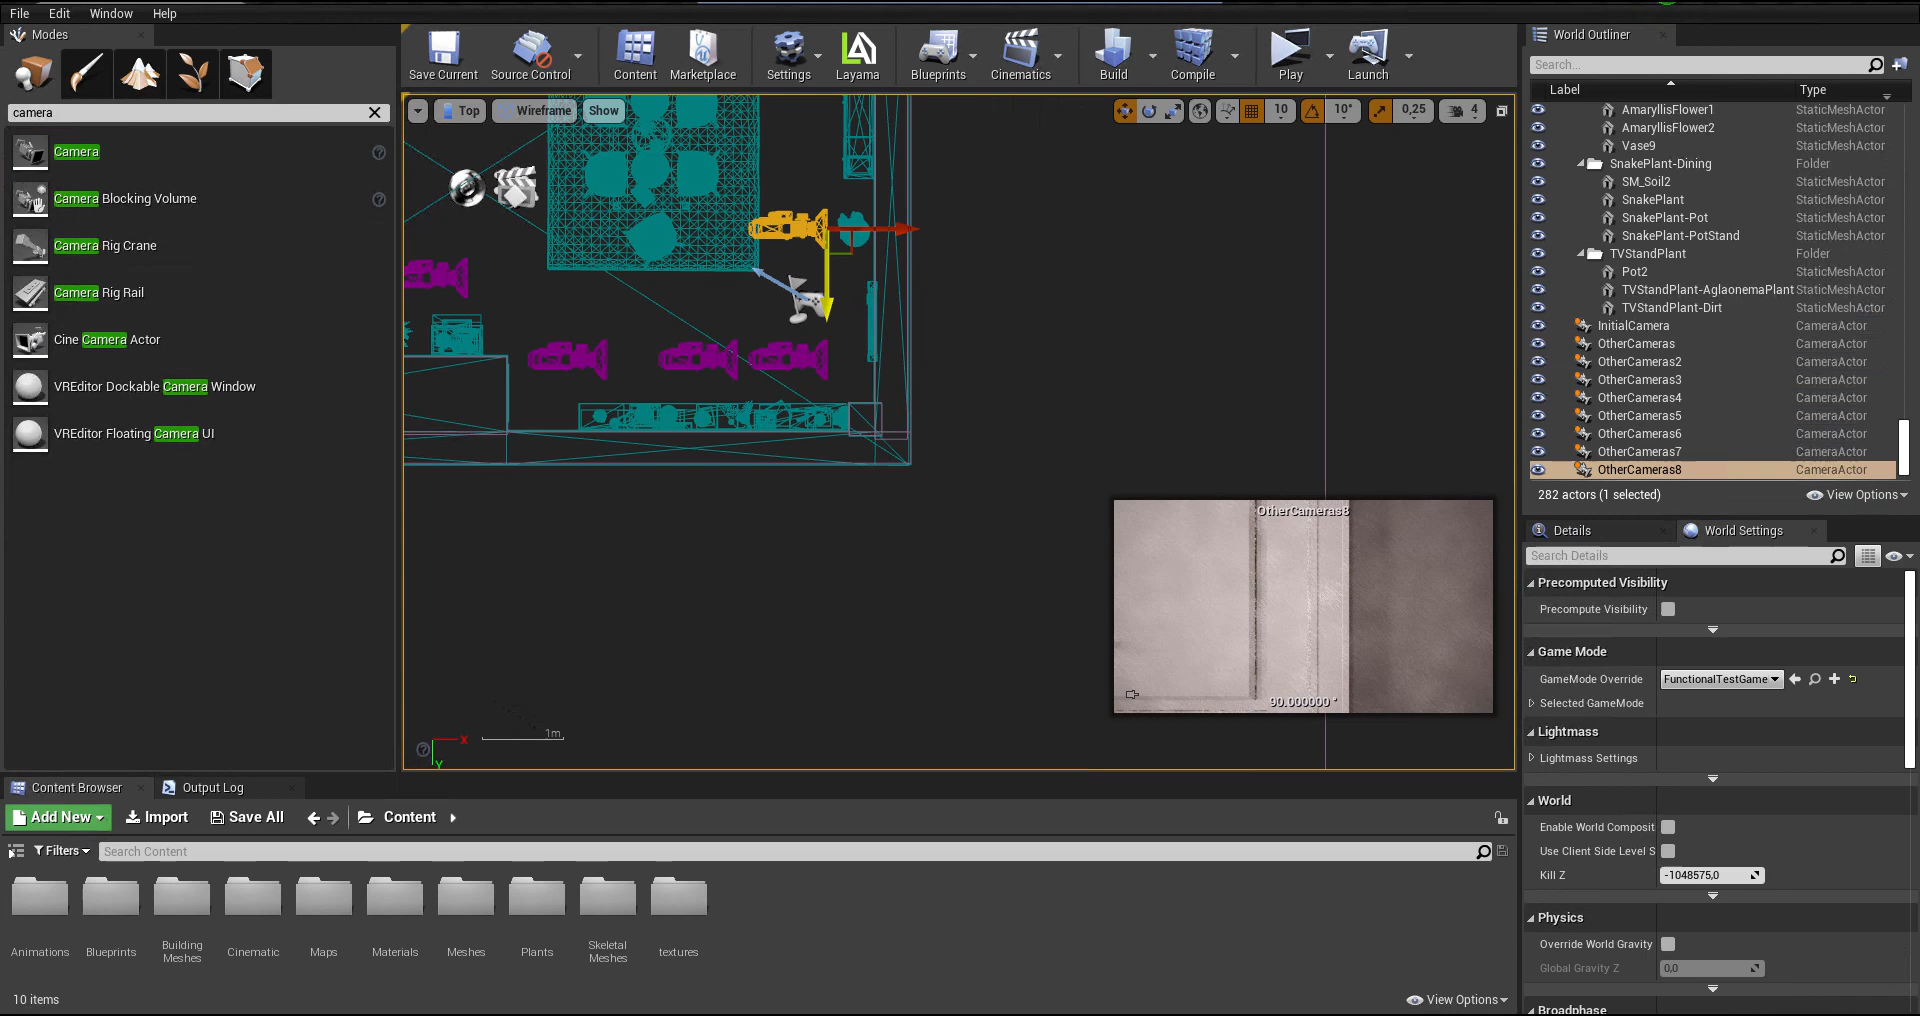 File Edit Window Help
Modes
camera
Camera
Camera Blocking Volume
Camera Rig Crane
Camera Rig Rail
Cine Camera Actor
VREditor Dockable Camera Window
VREditor Floating Camera UI
Save Current Source Control Content Marketplace Settings Layama Blueprints Cinematics Build Compile Play Launch
Top Wireframe Show 10 10° 0,25 4
OtherCameras8
90.000000 °
1m
X
Y
World Outliner
Search...
Label Type
AmaryllisFlower1 StaticMeshActor
AmaryllisFlower2 StaticMeshActor
Vase9 StaticMeshActor
SnakePlant-Dining Folder
SM_Soil2 StaticMeshActor
SnakePlant StaticMeshActor
SnakePlant-Pot StaticMeshActor
SnakePlant-PotStand StaticMeshActor
TVStandPlant Folder
Pot2 StaticMeshActor
TVStandPlant-AglaonemaPlant StaticMeshActor
TVStandPlant-Dirt StaticMeshActor
InitialCamera CameraActor
OtherCameras CameraActor
OtherCameras2 CameraActor
OtherCameras3 CameraActor
OtherCameras4 CameraActor
OtherCameras5 CameraActor
OtherCameras6 CameraActor
OtherCameras7 CameraActor
OtherCameras8 CameraActor
282 actors (1 selected) View Options
Details World Settings
Search Details
Precomputed Visibility
Precompute Visibility
Game Mode
GameMode Override FunctionalTestGame
Selected GameMode
Lightmass
Lightmass Settings
World
Enable World Composit
Use Client Side Level S
Kill Z -1048575,0
Physics
Override World Gravity
Global Gravity Z 0,0
Broadphase
Content Browser Output Log
Add New Import Save All Content
Filters Search Content
Animations Blueprints Building Meshes Cinematic Maps Materials Meshes Plants Skeletal Meshes textures
10 items View Options